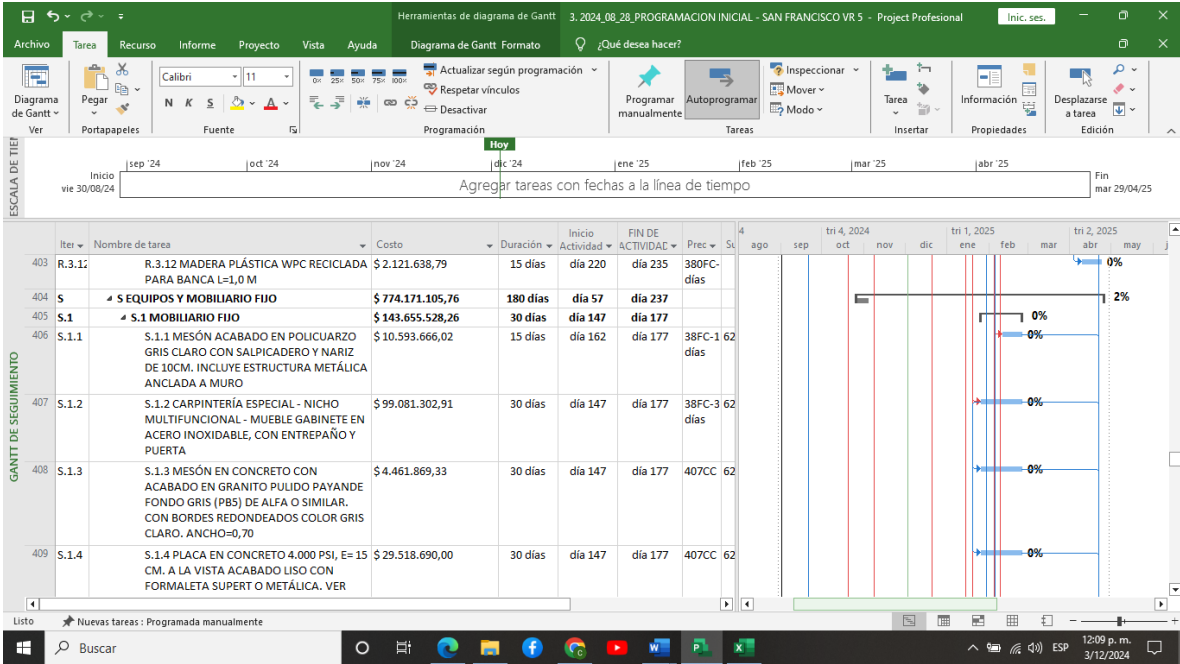 Herramientas de diagrama de Gantt 3. 2024_08_28_PROGRAMACION INICIAL - SAN FRANCISCO VR 5 - Project Profesional Inic. ses.
Archivo Tarea Recurso Informe Proyecto Vista Ayuda Diagrama de Gantt Formato ¿Qué desea hacer?
Diagrama de Gantt
Ver
Pegar
Portapapeles
Calibri 11
N K S A
Fuente
0× 25× 50× 75× 100×
Actualizar según programación
Respetar vínculos
Desactivar
Programación
Programar manualmente
Autoprogramar
Inspeccionar
Mover
Modo
Tareas
Tarea
Insertar
Información
Propiedades
Desplazarse a tarea
Edición
ESCALA DE TIEM
Hoy
sep '24 oct '24 nov '24 dic '24 ene '25 feb '25 mar '25 abr '25
Inicio
vie 30/08/24
Agregar tareas con fechas a la línea de tiempo
Fin
mar 29/04/25
GANTT DE SEGUIMIENTO
Inicio FIN DE
Iter Nombre de tarea Costo Duración Actividad ACTIVIDAD Prec Su
4 tri 4, 2024 tri 1, 2025 tri 2, 2025
ago sep oct nov dic ene feb mar abr may j
403 R.3.12 R.3.12 MADERA PLÁSTICA WPC RECICLADA $ 2.121.638,79 15 días día 220 día 235 380FC- 0%
PARA BANCA L=1,0 M días
404 S S EQUIPOS Y MOBILIARIO FIJO $ 774.171.105,76 180 días día 57 día 237 2%
405 S.1 S.1 MOBILIARIO FIJO $ 143.655.528,26 30 días día 147 día 177 0%
406 S.1.1 S.1.1 MESÓN ACABADO EN POLICUARZO $ 10.593.666,02 15 días día 162 día 177 38FC-1 62 0%
GRIS CLARO CON SALPICADERO Y NARIZ días
DE 10CM. INCLUYE ESTRUCTURA METÁLICA
ANCLADA A MURO
407 S.1.2 S.1.2 CARPINTERÍA ESPECIAL - NICHO $ 99.081.302,91 30 días día 147 día 177 38FC-3 62 0%
MULTIFUNCIONAL - MUEBLE GABINETE EN días
ACERO INOXIDABLE, CON ENTREPAÑO Y
PUERTA
408 S.1.3 S.1.3 MESÓN EN CONCRETO CON $ 4.461.869,33 30 días día 147 día 177 407CC 62 0%
ACABADO EN GRANITO PULIDO PAYANDE
FONDO GRIS (PB5) DE ALFA O SIMILAR.
CON BORDES REDONDEADOS COLOR GRIS
CLARO. ANCHO=0,70
409 S.1.4 S.1.4 PLACA EN CONCRETO 4.000 PSI, E= 15 $ 29.518.690,00 30 días día 147 día 177 407CC 62 0%
CM. A LA VISTA ACABADO LISO CON
FORMALETA SUPERT O METÁLICA. VER
Listo Nuevas tareas : Programada manualmente
Buscar
ESP
12:09 p. m.
3/12/2024